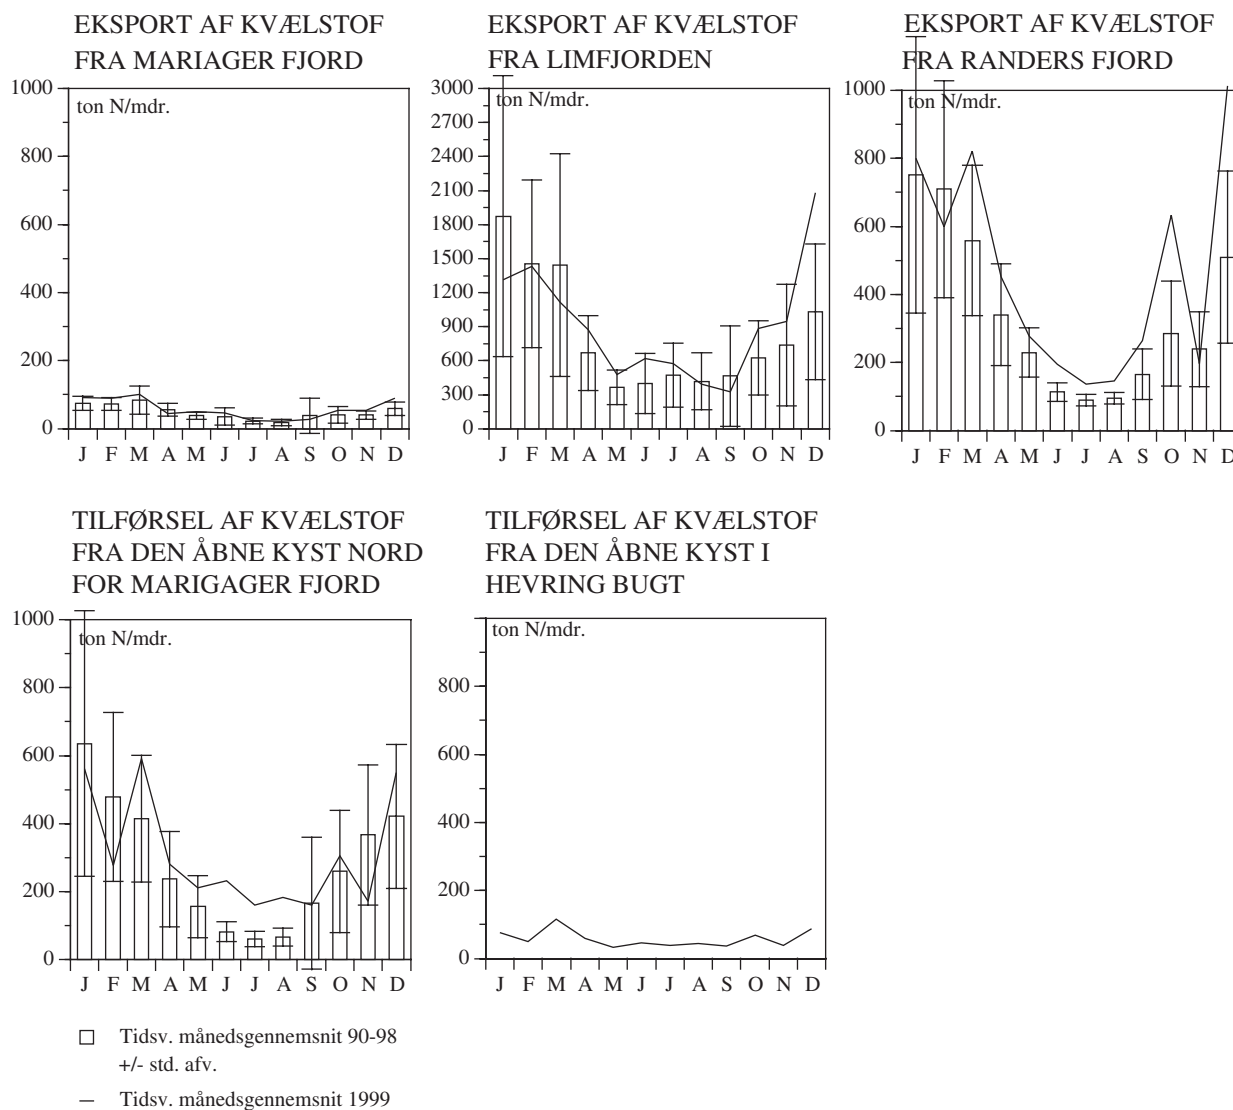 EKSPORT AF KVÆLSTOF
FRA MARIAGER FJORD
1000
ton N/mdr.
800
600
400
200
0
J F M A M J J A S O N D
EKSPORT AF KVÆLSTOF
FRA LIMFJORDEN
3000
ton N/mdr.
2700
2400
2100
1800
1500
1200
900
600
300
0
J F M A M J J A S O N D
EKSPORT AF KVÆLSTOF
FRA RANDERS FJORD
1000
ton N/mdr.
800
600
400
200
0
J F M A M J J A S O N D
TILFØRSEL AF KVÆLSTOF
FRA DEN ÅBNE KYST NORD
FOR MARIGAGER FJORD
1000
ton N/mdr.
800
600
400
200
0
J F M A M J J A S O N D
TILFØRSEL AF KVÆLSTOF
FRA DEN ÅBNE KYST I
HEVRING BUGT
ton N/mdr.
800
600
400
200
0
J F M A M J J A S O N D
Tidsv. månedsgennemsnit 90-98
+/- std. afv.
Tidsv. månedsgennemsnit 1999